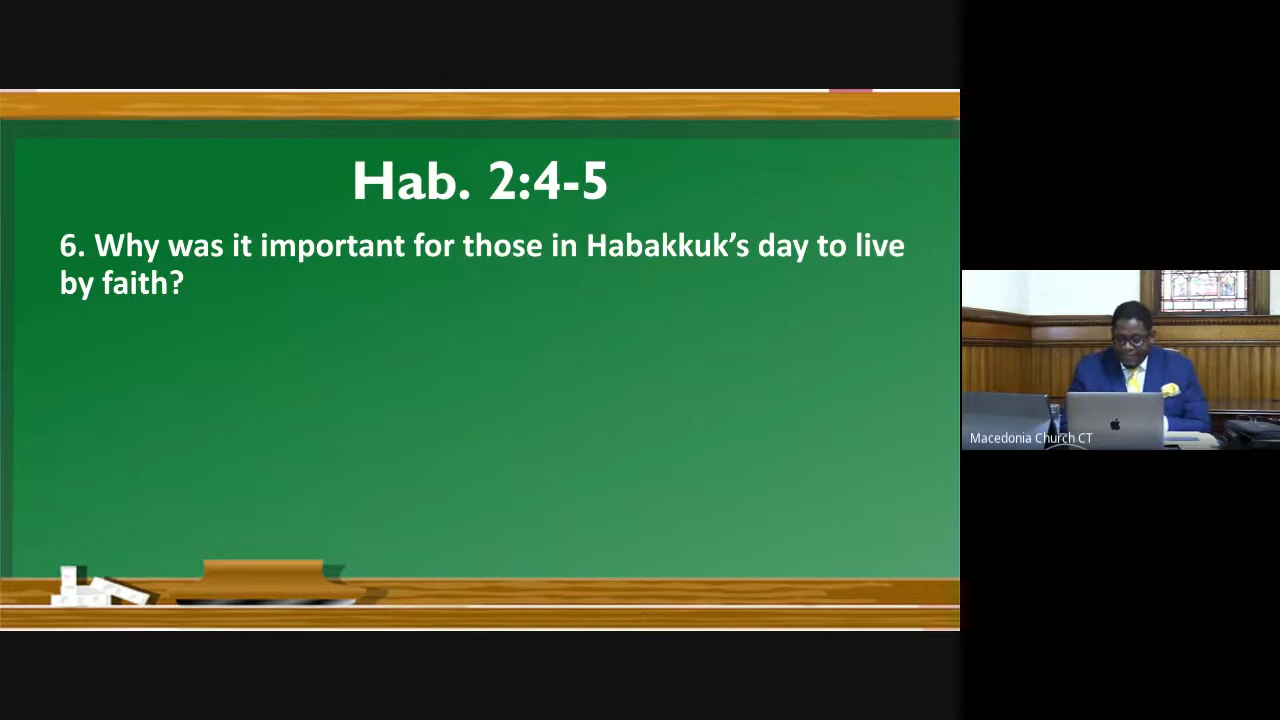 Hab. 2:4-5
6. Why was it important for those in Habakkuk’s day to live
by faith?
Macedonia Church CT